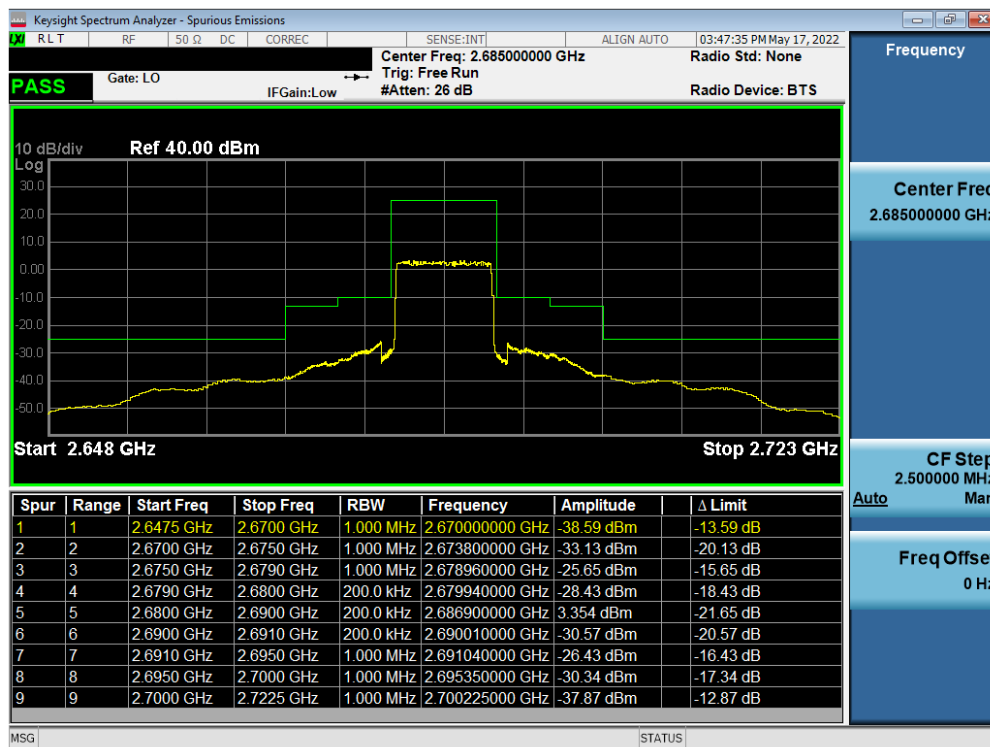 Keysight Spectrum Analyzer - Spurious Emissions
LXI RLT RF 50 Ω DC CORREC SENSE:INT ALIGN AUTO 03:47:35 PM May 17, 2022
Center Freq: 2.685000000 GHz Radio Std: None
Gate: LO Trig: Free Run
PASS IFGain:Low #Atten: 26 dB Radio Device: BTS
Frequency
10 dB/div Ref 40.00 dBm
Log
30.0
20.0
10.0
0.00
-10.0
-20.0
-30.0
-40.0
-50.0
Start 2.648 GHz Stop 2.723 GHz
Center Freq
2.685000000 GHz
CF Step
2.500000 MHz
Auto Man
Freq Offset
0 Hz
Spur Range Start Freq Stop Freq RBW Frequency Amplitude Δ Limit
1 1 2.6475 GHz 2.6700 GHz 1.000 MHz 2.670000000 GHz -38.59 dBm -13.59 dB
2 2 2.6700 GHz 2.6750 GHz 1.000 MHz 2.673800000 GHz -33.13 dBm -20.13 dB
3 3 2.6750 GHz 2.6790 GHz 1.000 MHz 2.678960000 GHz -25.65 dBm -15.65 dB
4 4 2.6790 GHz 2.6800 GHz 200.0 kHz 2.679940000 GHz -28.43 dBm -18.43 dB
5 5 2.6800 GHz 2.6900 GHz 200.0 kHz 2.686900000 GHz 3.354 dBm -21.65 dB
6 6 2.6900 GHz 2.6910 GHz 200.0 kHz 2.690010000 GHz -30.57 dBm -20.57 dB
7 7 2.6910 GHz 2.6950 GHz 1.000 MHz 2.691040000 GHz -26.43 dBm -16.43 dB
8 8 2.6950 GHz 2.7000 GHz 1.000 MHz 2.695350000 GHz -30.34 dBm -17.34 dB
9 9 2.7000 GHz 2.7225 GHz 1.000 MHz 2.700225000 GHz -37.87 dBm -12.87 dB
MSG STATUS